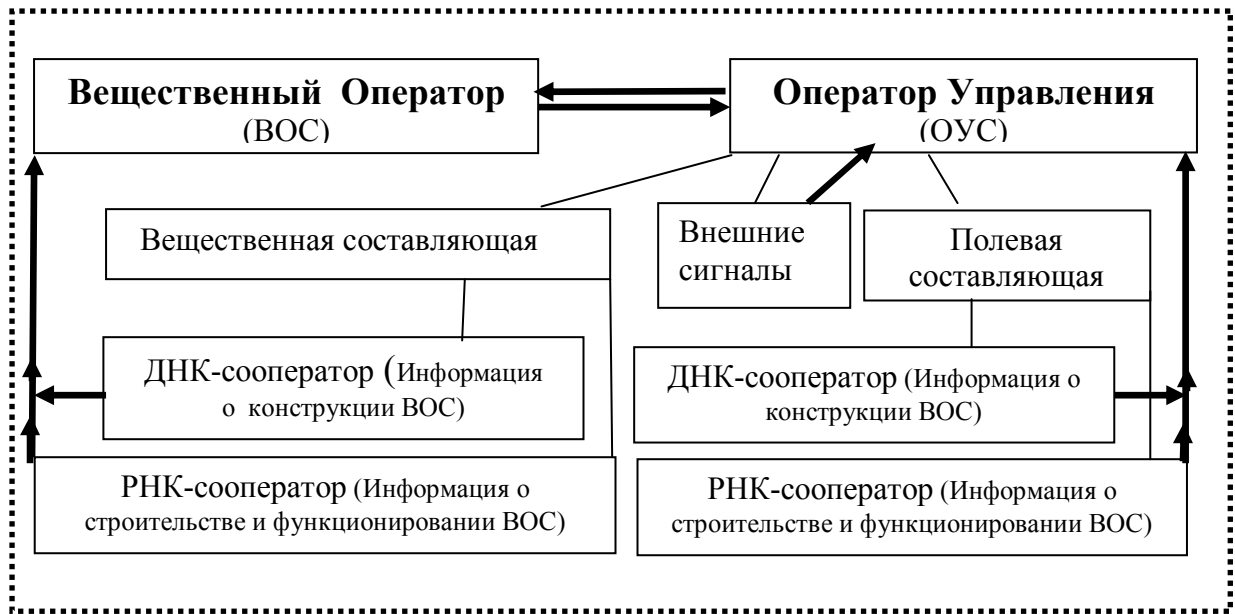 Вещественный Оператор
(ВОС)
Оператор Управления
(ОУС)
Вещественная составляющая
Внешние
сигналы
Полевая
составляющая
ДНК-сооператор (Информация
о конструкции ВОС)
ДНК-сооператор (Информация о
конструкции ВОС)
РНК-сооператор (Информация о
строительстве и функционировании ВОС)
РНК-сооператор (Информация о
строительстве и функционировании ВОС)